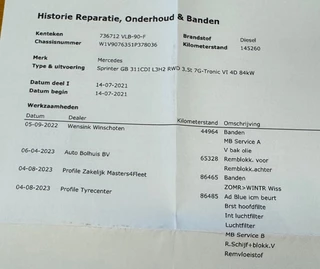 Historie Reparatie, Onderhoud & Banden
Kenteken 736712 VLB-90-F Brandstof Diesel
Chassisnummer W1V9076351P378036 Kilometerstand 145260
Merk Mercedes
Type & uitvoering Sprinter GB 311CDI L3H2 RWD 3,5t 7G-Tronic VI 4D 84kW
Datum deel I 14-07-2021
Datum begin 14-07-2021
Werkzaamheden
Datum Dealer Kilometerstand Omschrijving
05-09-2022 Wensink Winschoten 44964 Banden
MB Service A
V bak olie
06-04-2023 Auto Bolhuis BV 65328 Remblokk. voor
Remblokk.achter
04-08-2023 Profile Zakelijk Masters4Fleet 86465 Banden
ZOMR>WINTR Wiss
04-08-2023 Profile Tyrecenter 86485 Ad Blue icm beurt
Brst hoofdfilte
Int luchtfilter
Luchtfilter
MB Service B
R.Schijf+blokk.V
Remvloeistof